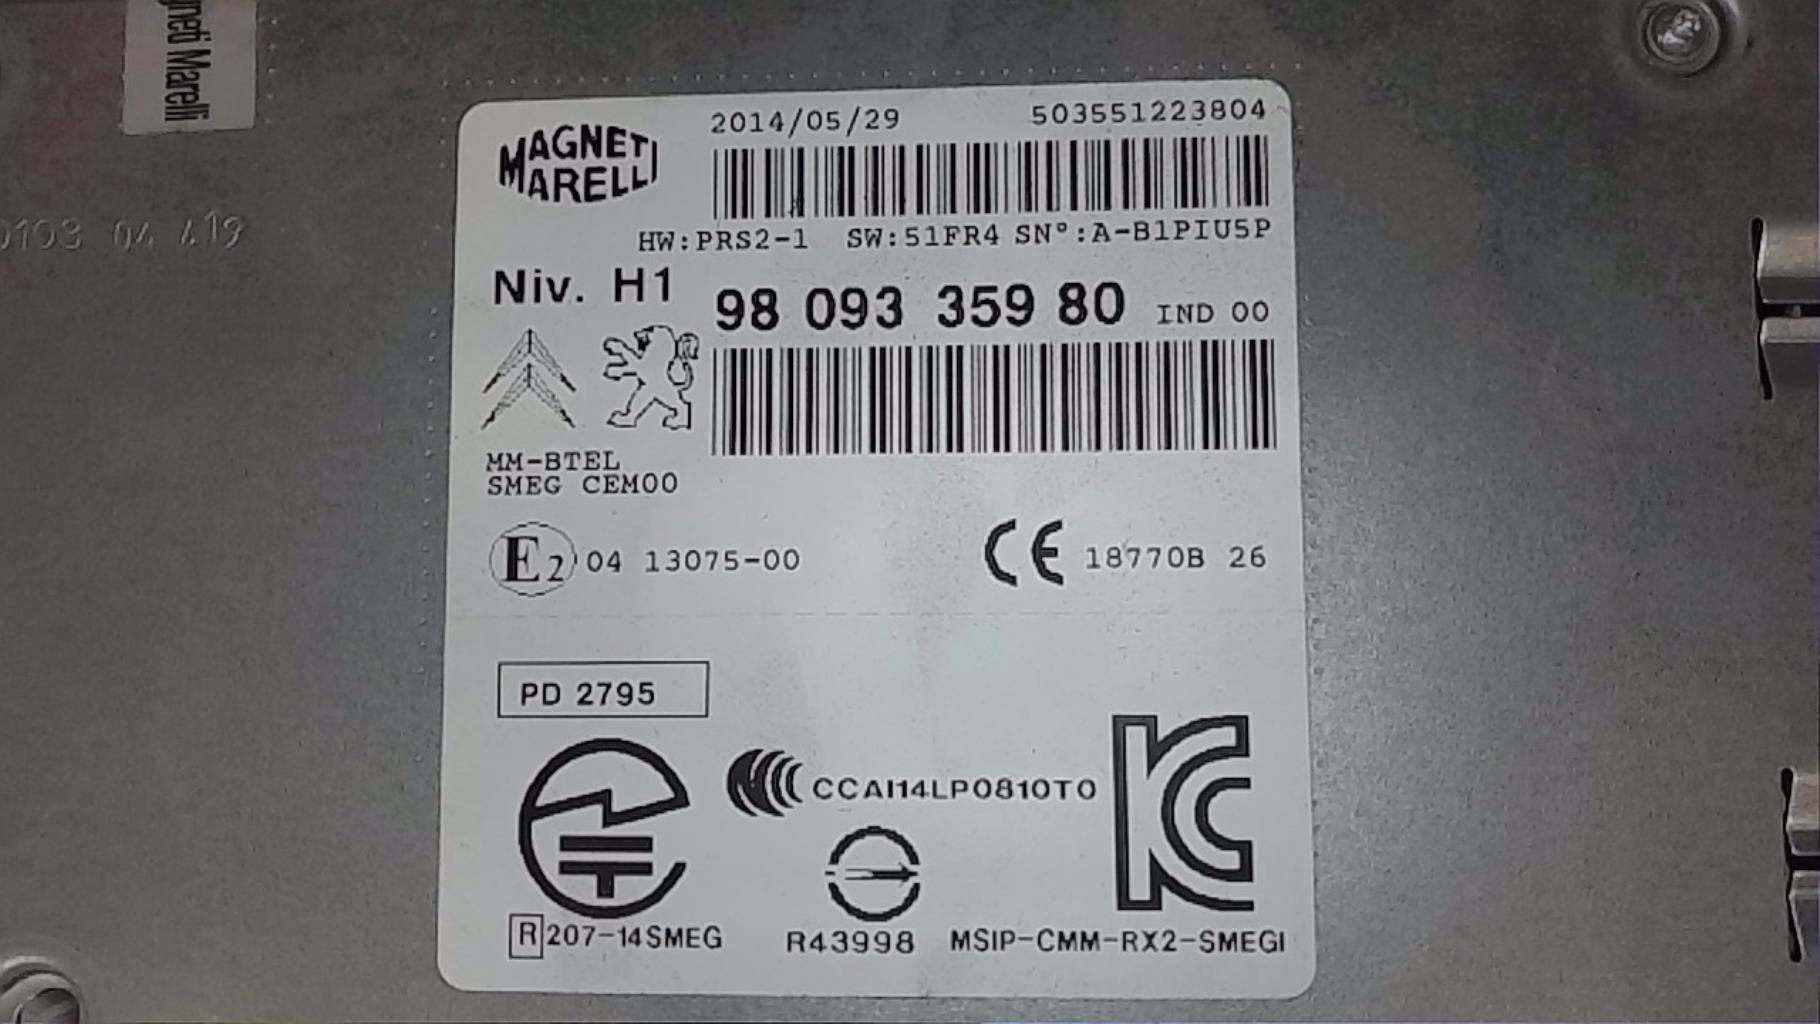 gneti Marelli
MAGNETI
MARELLI
2014/05/29 503551223804
HW:PRS2-1 SW:51FR4 SN°:A-B1PIU5P
Niv. H1
98 093 359 80 IND 00
MM-BTEL
SMEG CEM00
E2 04 13075-00
CE 18770B 26
PD 2795
CCAI14LP0810T0
R 207-14SMEG
R43998
MSIP-CMM-RX2-SMEGI
0103 04 419